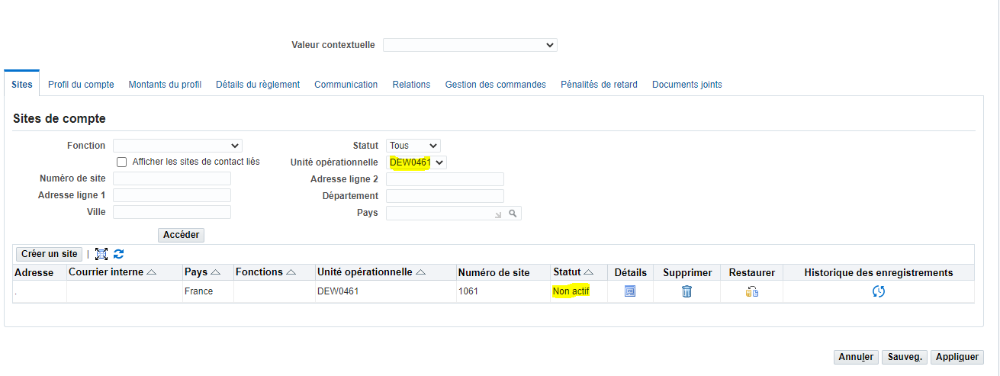 Valeur contextuelle
Sites Profil du compte Montants du profil Détails du règlement Communication Relations Gestion des commandes Pénalités de retard Documents joints
Sites de compte
Fonction Statut Tous
Afficher les sites de contact liés Unité opérationnelle DEW0461
Numéro de site Adresse ligne 2
Adresse ligne 1 Département
Ville Pays
Accéder
Créer un site |
Adresse Courrier interne Pays Fonctions Unité opérationnelle Numéro de site Statut Détails Supprimer Restaurer Historique des enregistrements
. France DEW0461 1061 Non actif
Annuler Sauveg. Appliquer